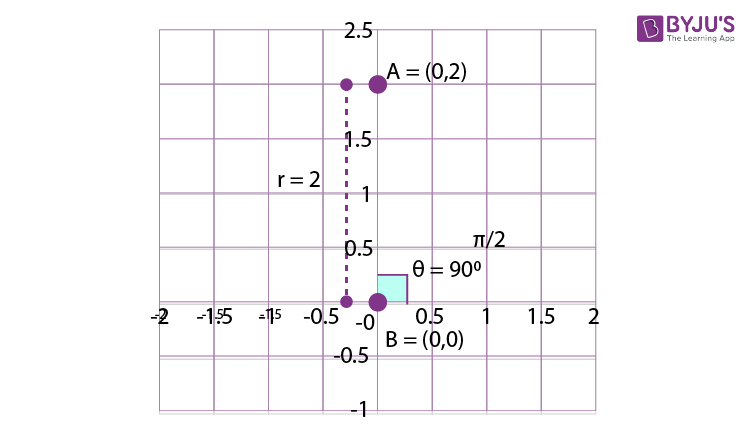 BYJU'S
The Learning App
2.5
A = (0,2)
1.5
r = 2
1
π/2
0.5
θ = 90⁰
-2 -1.5 -1 -0.5 -0 0.5 1 1.5 2
B = (0,0)
-0.5
-1